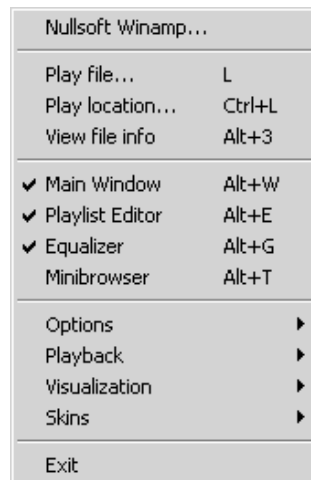 Nullsoft Winamp...
Play file... L
Play location... Ctrl+L
View file info Alt+3
Main Window Alt+W
Playlist Editor Alt+E
Equalizer Alt+G
Minibrowser Alt+T
Options
Playback
Visualization
Skins
Exit